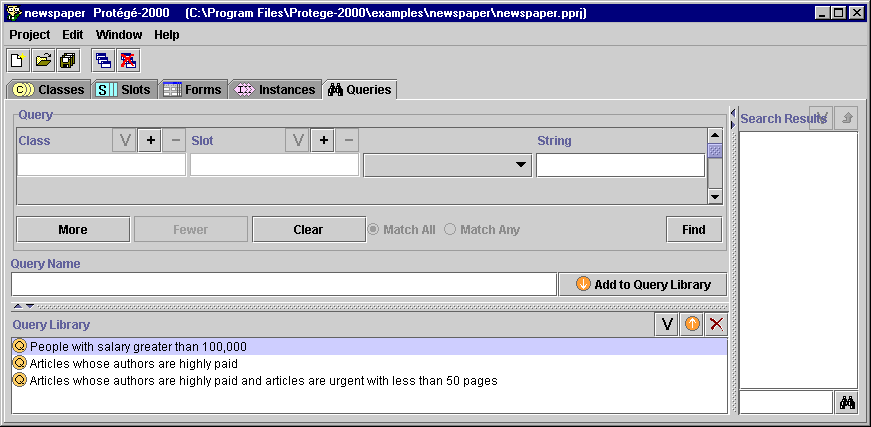 newspaper Protégé-2000 (C:\Program Files\Protege-2000\examples\newspaper\newspaper.pprj)
Project Edit Window Help
C Classes S Slots Forms I Instances Queries
Query
Class V + − Slot V + − String
More Fewer Clear Match All Match Any Find
Search Results V
Query Name
Add to Query Library
Query Library V
Q People with salary greater than 100,000
Q Articles whose authors are highly paid
Q Articles whose authors are highly paid and articles are urgent with less than 50 pages